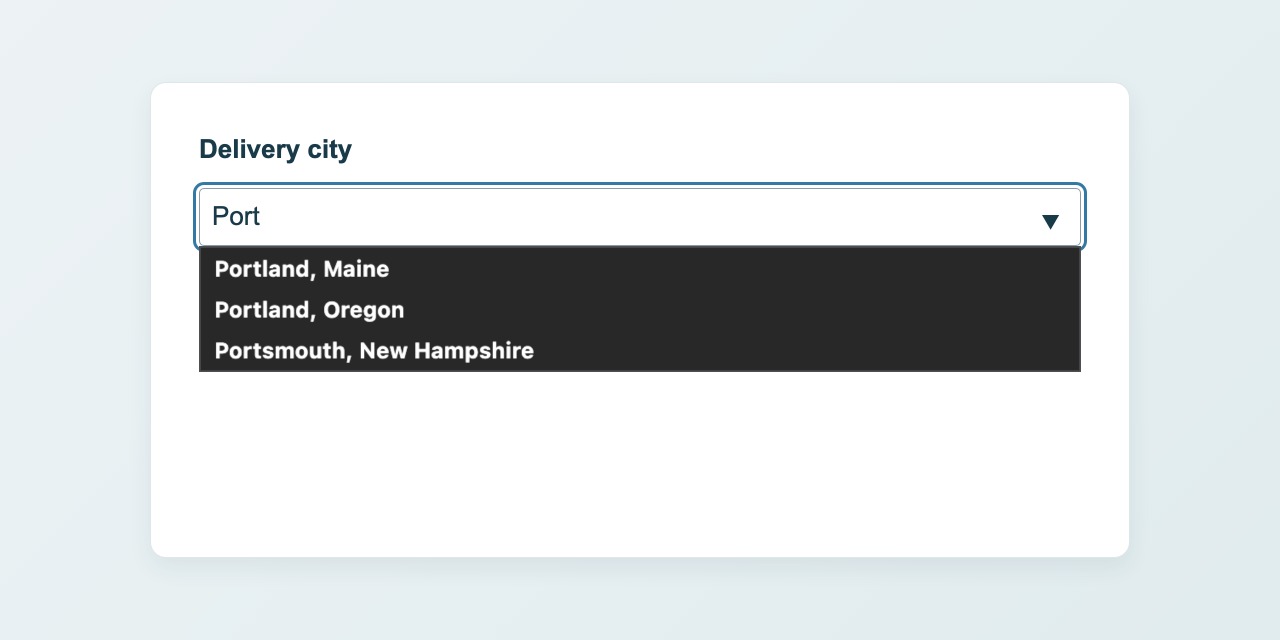 Delivery city
Port
Portland, Maine
Portland, Oregon
Portsmouth, New Hampshire